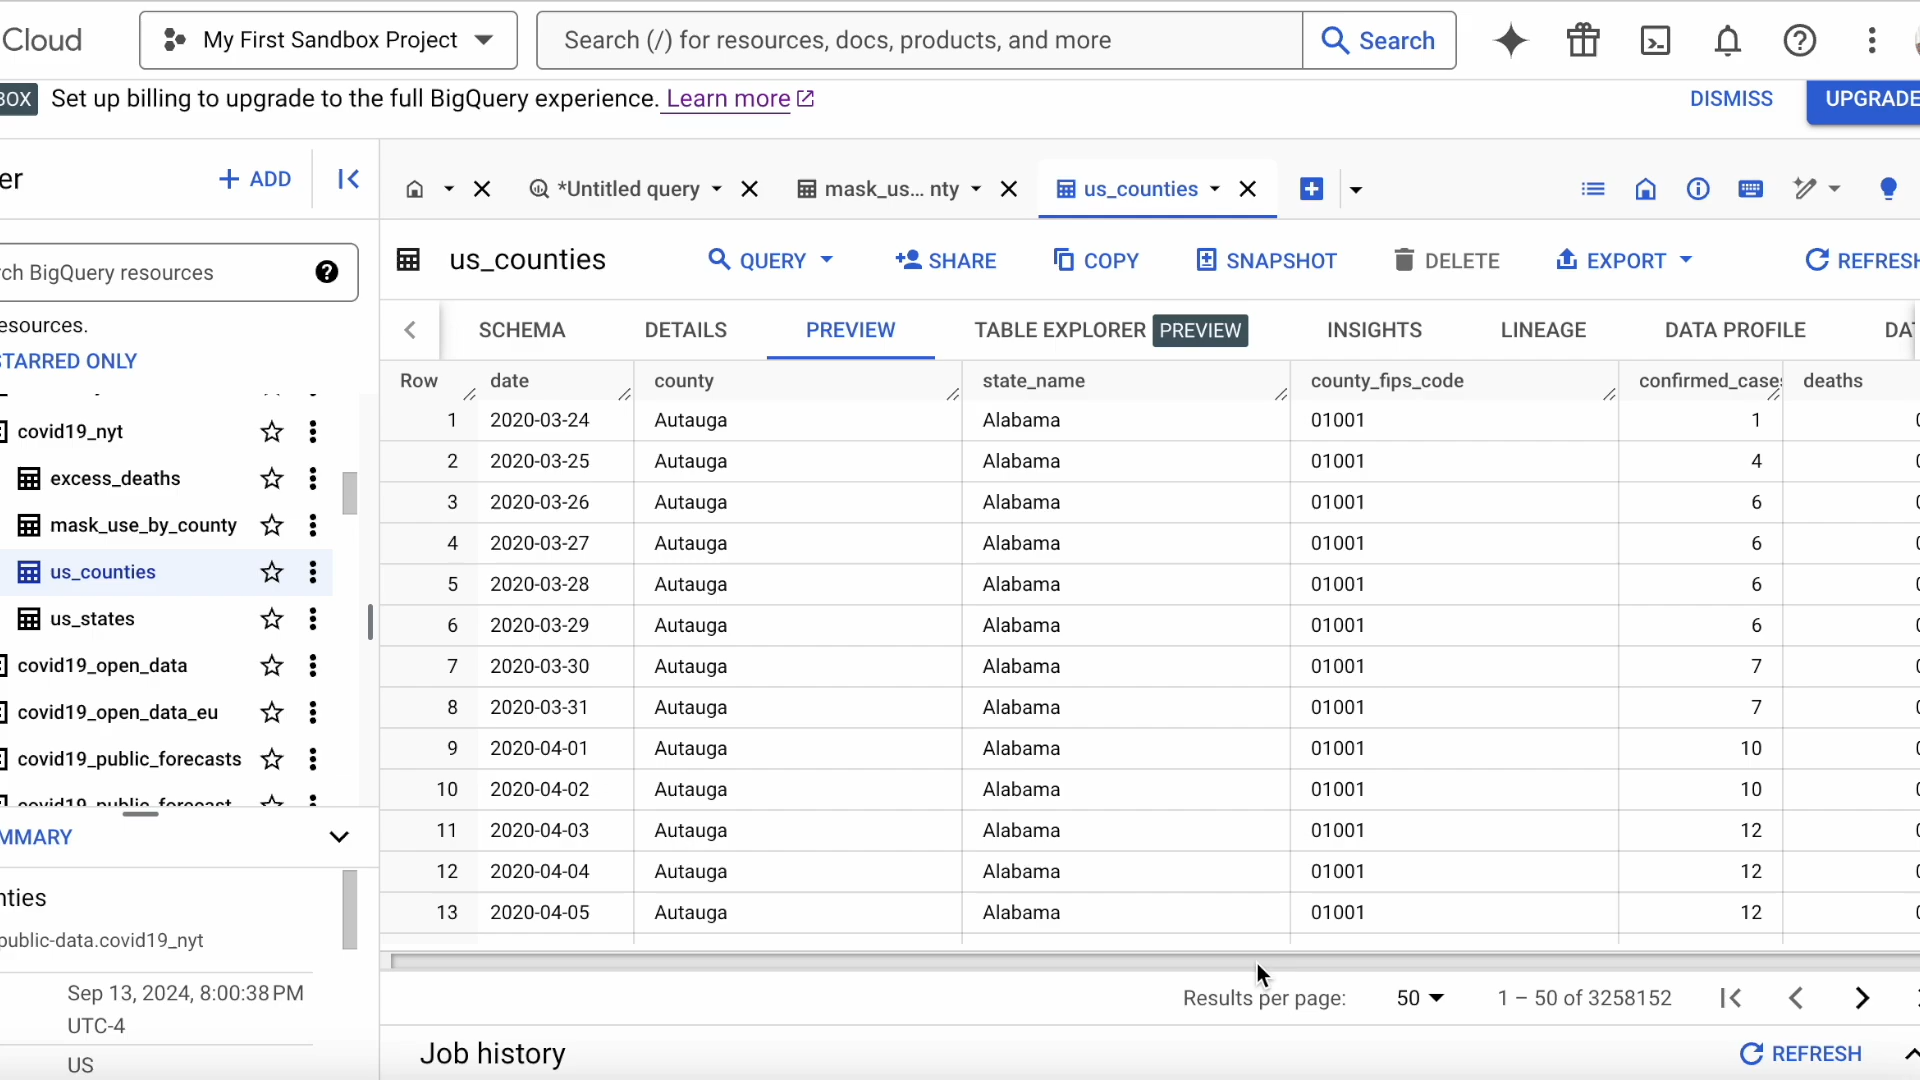 Cloud
My First Sandbox Project
Search (/) for resources, docs, products, and more
Search
BOX Set up billing to upgrade to the full BigQuery experience. Learn more
DISMISS
UPGRADE
er
ADD
*Untitled query
mask_us... nty
us_counties
ch BigQuery resources
us_counties
QUERY
SHARE
COPY
SNAPSHOT
DELETE
EXPORT
REFRESH
esources.
STARRED ONLY
SCHEMA
DETAILS
PREVIEW
TABLE EXPLORER PREVIEW
INSIGHTS
LINEAGE
DATA PROFILE
DAT
covid19_nyt
excess_deaths
mask_use_by_county
us_counties
us_states
covid19_open_data
covid19_open_data_eu
covid19_public_forecasts
covid19_public_forecast
Row date county state_name county_fips_code confirmed_cases deaths
1 2020-03-24 Autauga Alabama 01001 1
2 2020-03-25 Autauga Alabama 01001 4
3 2020-03-26 Autauga Alabama 01001 6
4 2020-03-27 Autauga Alabama 01001 6
5 2020-03-28 Autauga Alabama 01001 6
6 2020-03-29 Autauga Alabama 01001 6
7 2020-03-30 Autauga Alabama 01001 7
8 2020-03-31 Autauga Alabama 01001 7
9 2020-04-01 Autauga Alabama 01001 10
10 2020-04-02 Autauga Alabama 01001 10
11 2020-04-03 Autauga Alabama 01001 12
12 2020-04-04 Autauga Alabama 01001 12
13 2020-04-05 Autauga Alabama 01001 12
MMARY
nties
public-data.covid19_nyt
Sep 13, 2024, 8:00:38 PM
UTC-4
US
Results per page: 50
1 – 50 of 3258152
Job history
REFRESH